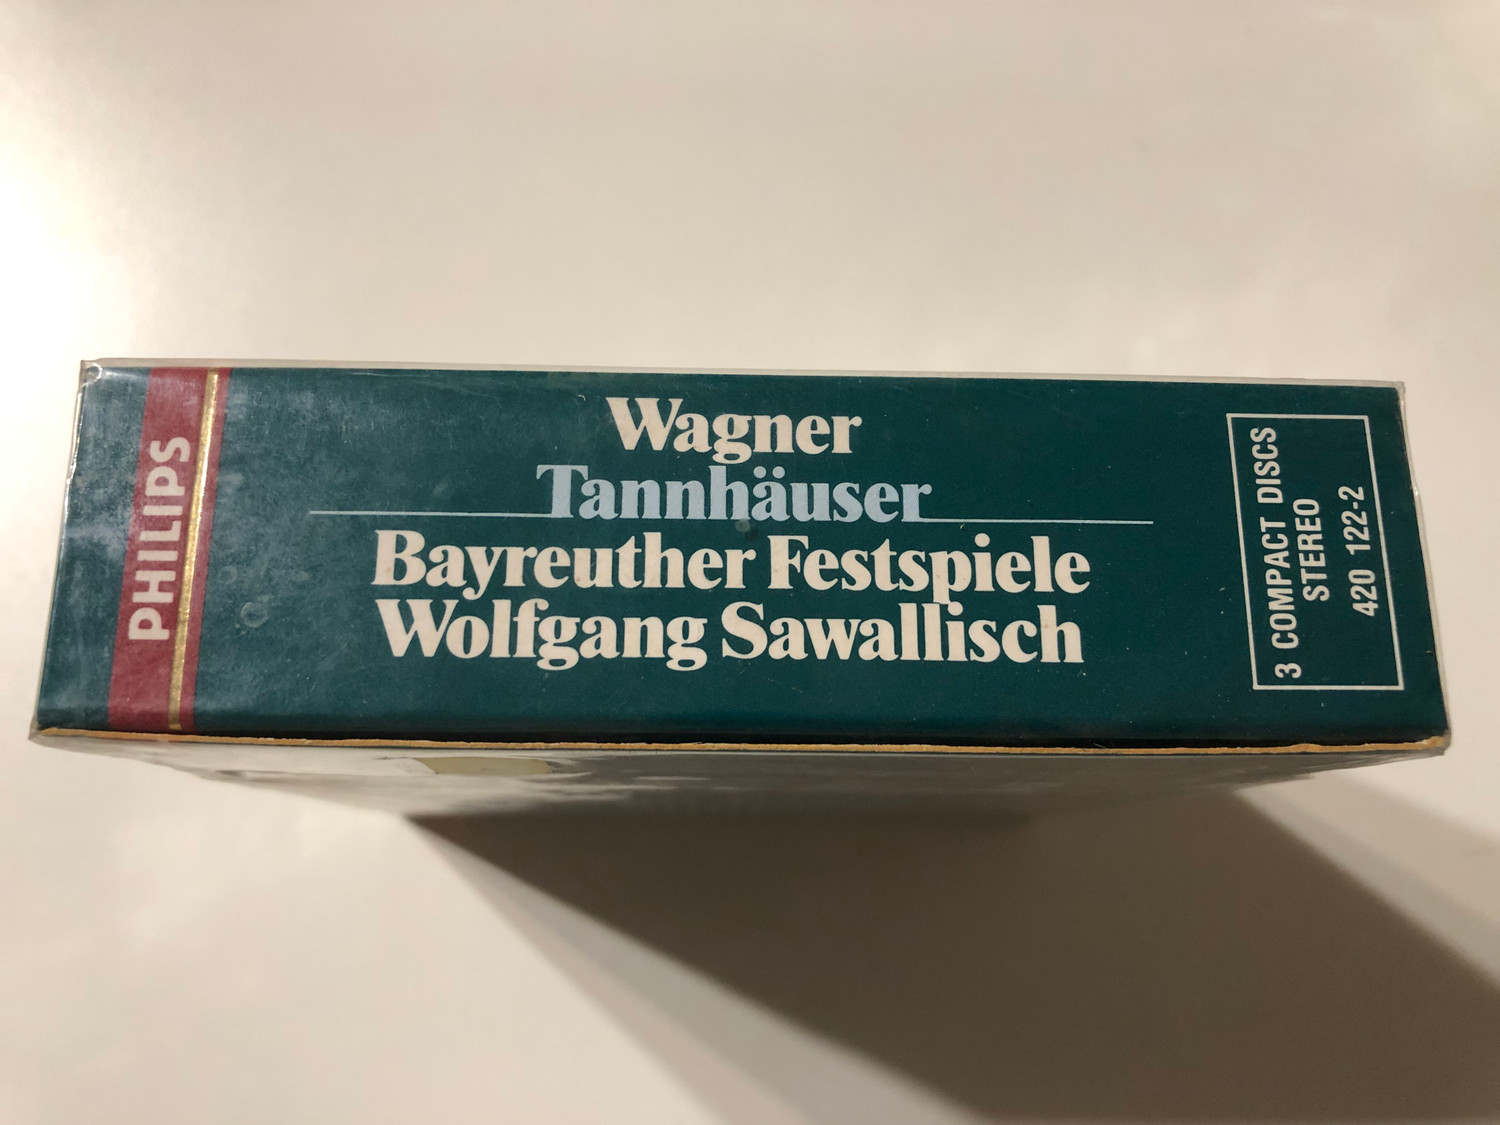 PHILIPS
Wagner
Tannhäuser
Bayreuther Festspiele
Wolfgang Sawallisch
3 COMPACT DISCS
STEREO
420 122-2